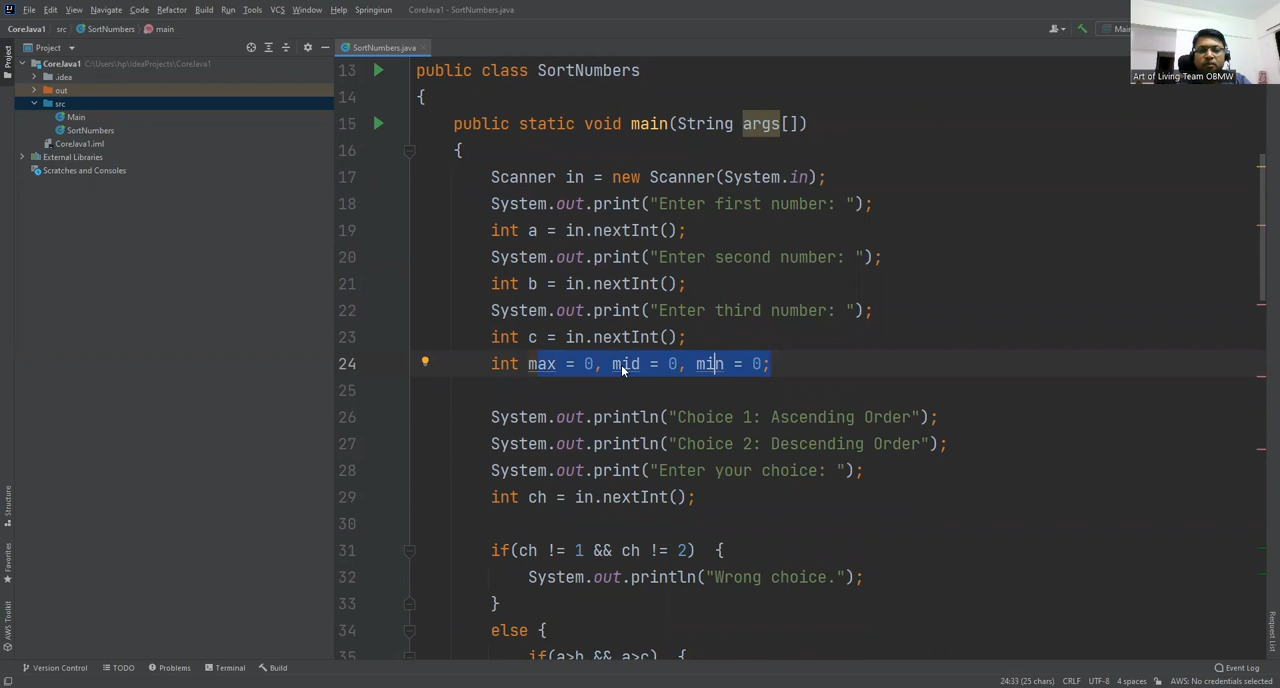 File Edit View Navigate Code Refactor Build Run Tools VCS Window Help Springirun CoreJava1 - SortNumbers.java
CoreJava1 src SortNumbers main
Main
Art of Living Team OBMW
Project
SortNumbers.java
Project
CoreJava1 C:\Users\hp\IdeaProjects\CoreJava1
.idea
out
src
Main
SortNumbers
CoreJava1.iml
External Libraries
Scratches and Consoles
13 public class SortNumbers
14 {
15 public static void main(String args[])
16 {
17 Scanner in = new Scanner(System.in);
18 System.out.print("Enter first number: ");
19 int a = in.nextInt();
20 System.out.print("Enter second number: ");
21 int b = in.nextInt();
22 System.out.print("Enter third number: ");
23 int c = in.nextInt();
24 int max = 0, mid = 0, min = 0;
25
26 System.out.println("Choice 1: Ascending Order");
27 System.out.println("Choice 2: Descending Order");
28 System.out.print("Enter your choice: ");
29 int ch = in.nextInt();
30
31 if(ch != 1 && ch != 2) {
32 System.out.println("Wrong choice.");
33 }
34 else {
35 if(a>b && a>c) {
Structure
Favorites
AWS Toolkit
Request List
Version Control TODO Problems Terminal Build Event Log
24:33 (25 chars) CRLF UTF-8 4 spaces AWS: No credentials selected